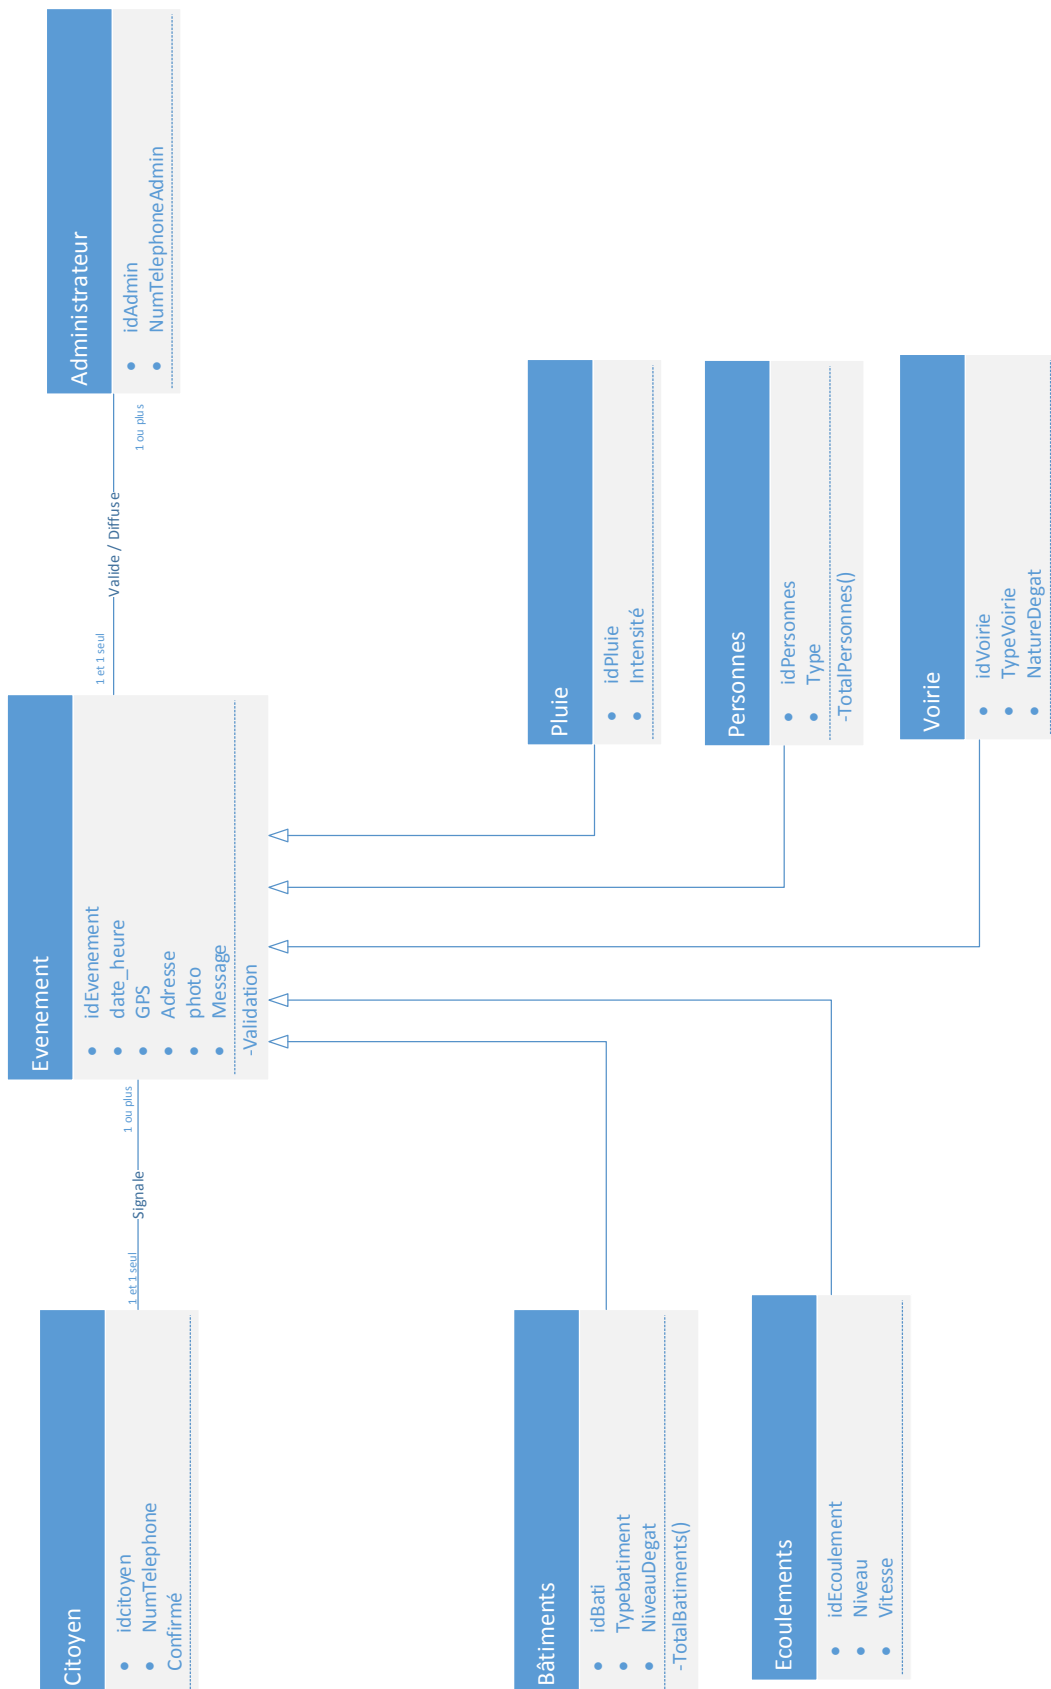 Citoyen
idcitoyen
NumTelephone
Confirmé
1 et 1 seul
Signale
1 ou plus
Evenement
idEvenement
date_heure
GPS
Adresse
photo
Message
-Validation
1 et 1 seul
Valide / Diffuse
1 ou plus
Administrateur
idAdmin
NumTelephoneAdmin
Bâtiments
idBati
Typebatiment
NiveauDegat
-TotalBatiments()
Ecoulements
idEcoulement
Niveau
Vitesse
Pluie
idPluie
Intensité
Personnes
idPersonnes
Type
-TotalPersonnes()
Voirie
idVoirie
TypeVoirie
NatureDegat